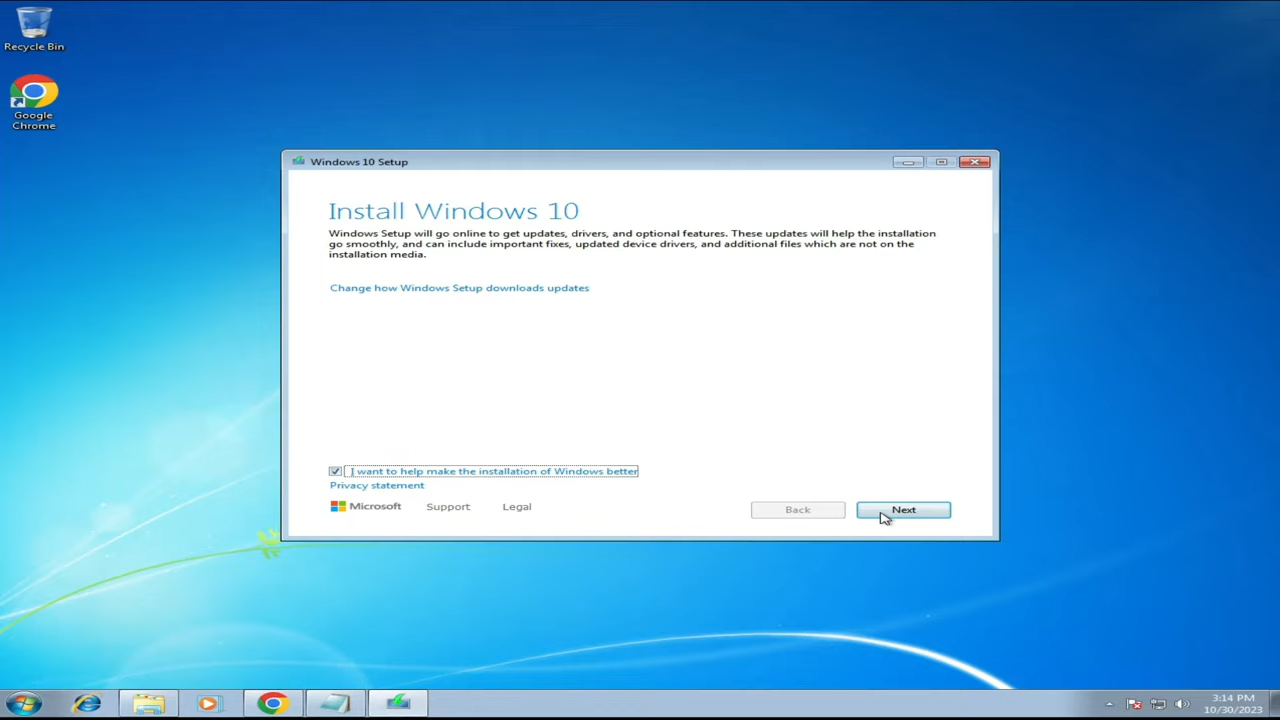 Recycle Bin
Google
Chrome
Windows 10 Setup
Install Windows 10
Windows Setup will go online to get updates, drivers, and optional features. These updates will help the installation
go smoothly, and can include important fixes, updated device drivers, and additional files which are not on the
installation media.
Change how Windows Setup downloads updates
I want to help make the installation of Windows better
Privacy statement
Microsoft Support Legal
Back Next
3:14 PM
10/30/2023